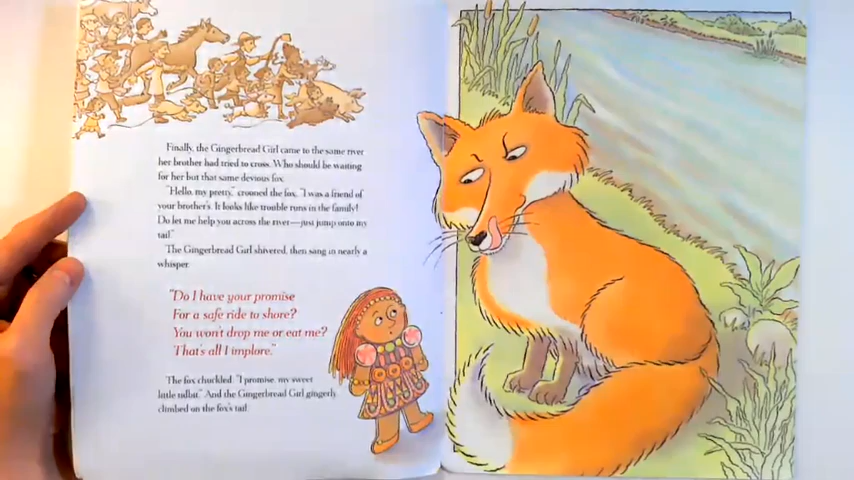 Finally, the Gingerbread Girl came to the same river
her brother had tried to cross. Who should be waiting
for her but that same devious fox.
"Hello, my pretty," crooned the fox. "I was a friend of
your brother's. It looks like trouble runs in the family!
Do let me help you across the river—just jump onto my
tail."
The Gingerbread Girl shivered, then sang in nearly a
whisper:
"Do I have your promise
For a safe ride to shore?
You won't drop me or eat me?
That's all I implore."
The fox chuckled. "I promise, my sweet
little tidbit." And the Gingerbread Girl gingerly
climbed on the fox's tail.